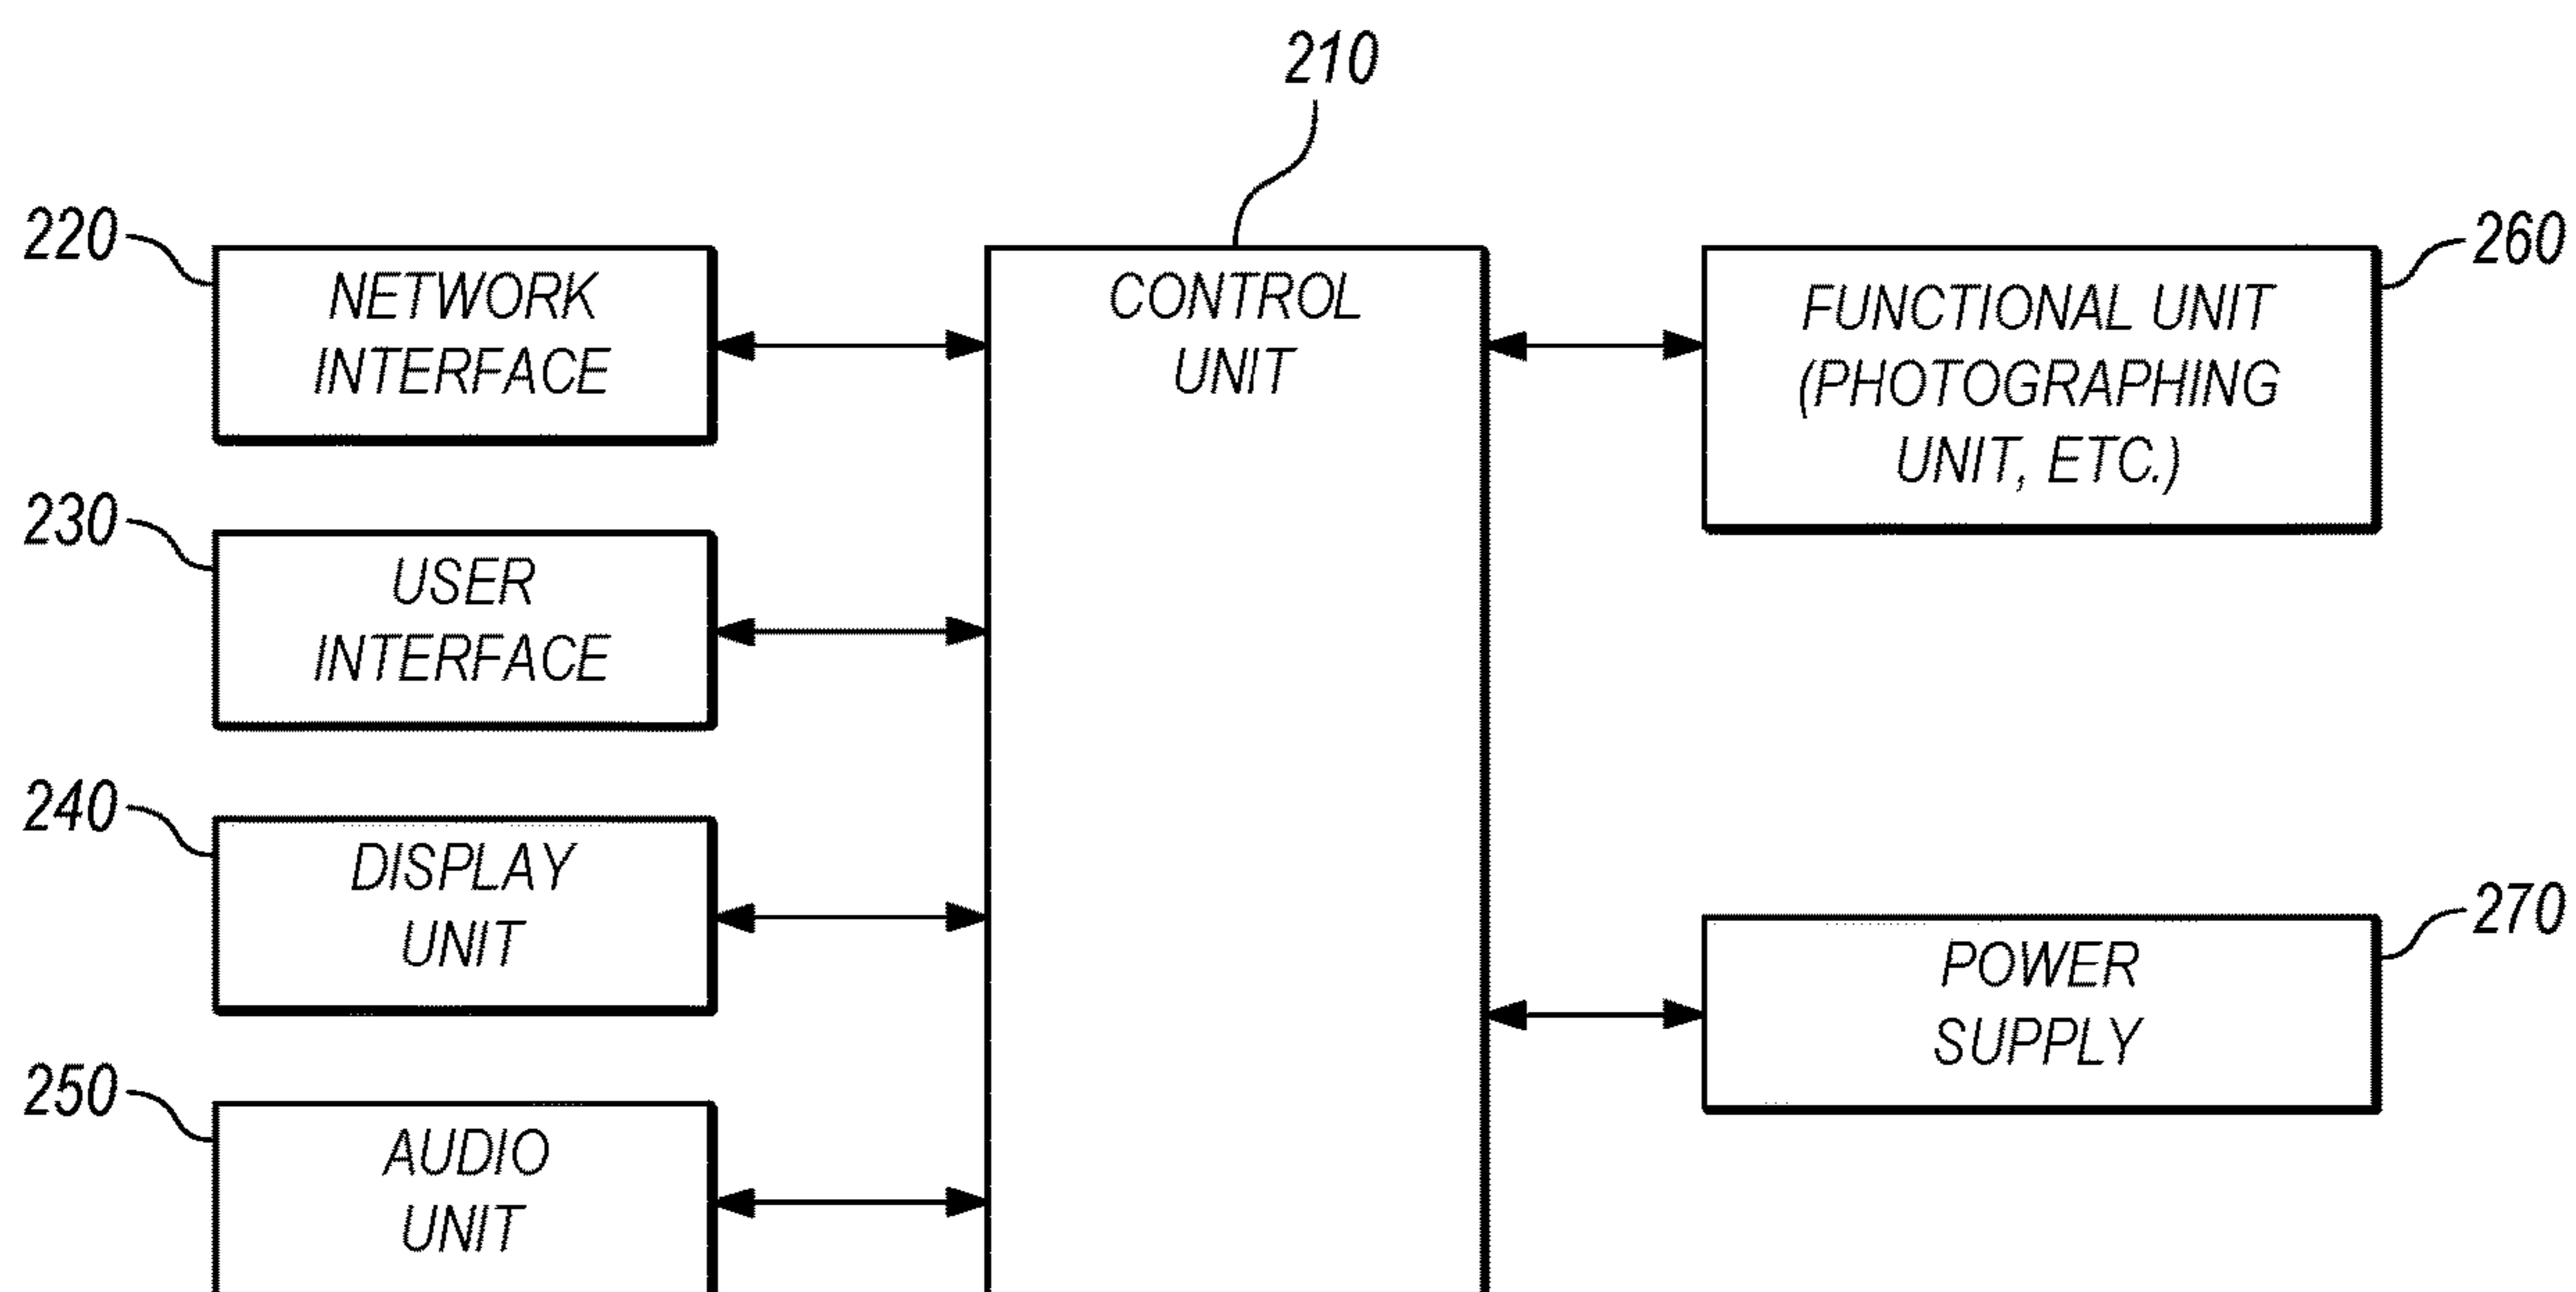 210
220
NETWORK
INTERFACE
CONTROL
UNIT
260
FUNCTIONAL UNIT
(PHOTOGRAPHING
UNIT, ETC.)
230
USER
INTERFACE
240
DISPLAY
UNIT
270
POWER
SUPPLY
250
AUDIO
UNIT